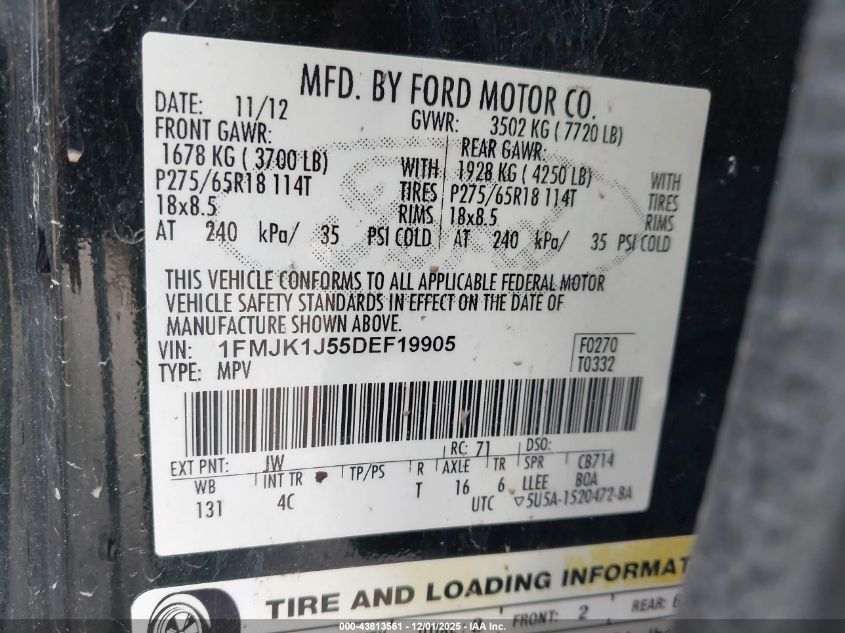 MFD. BY FORD MOTOR CO.
DATE: 11/12 GVWR: 3502 KG ( 7720 LB)
FRONT GAWR: REAR GAWR:
1678 KG ( 3700 LB) WITH 1928 KG ( 4250 LB) WITH
P275/65R18 114T TIRES P275/65R18 114T TIRES
18x8.5 RIMS 18x8.5 RIMS
AT 240 kPa/ 35 PSI COLD AT 240 kPa/ 35 PSI COLD
THIS VEHICLE CONFORMS TO ALL APPLICABLE FEDERAL MOTOR
VEHICLE SAFETY STANDARDS IN EFFECT ON THE DATE OF
MANUFACTURE SHOWN ABOVE.
VIN: 1FMJK1J55DEF19905 F0270
TYPE: MPV T0332
EXT PNT: JW RC: 71 DSO:
WB INT TR TP/PS R AXLE TR SPR CB714
131 4C T 16 6 LLEE BOA
UTC ▽5U5A-1520472-BA
TIRE AND LOADING INFORMAT
FRONT: 2 REAR:
000-43813561 - 12/01/2025 - IAA